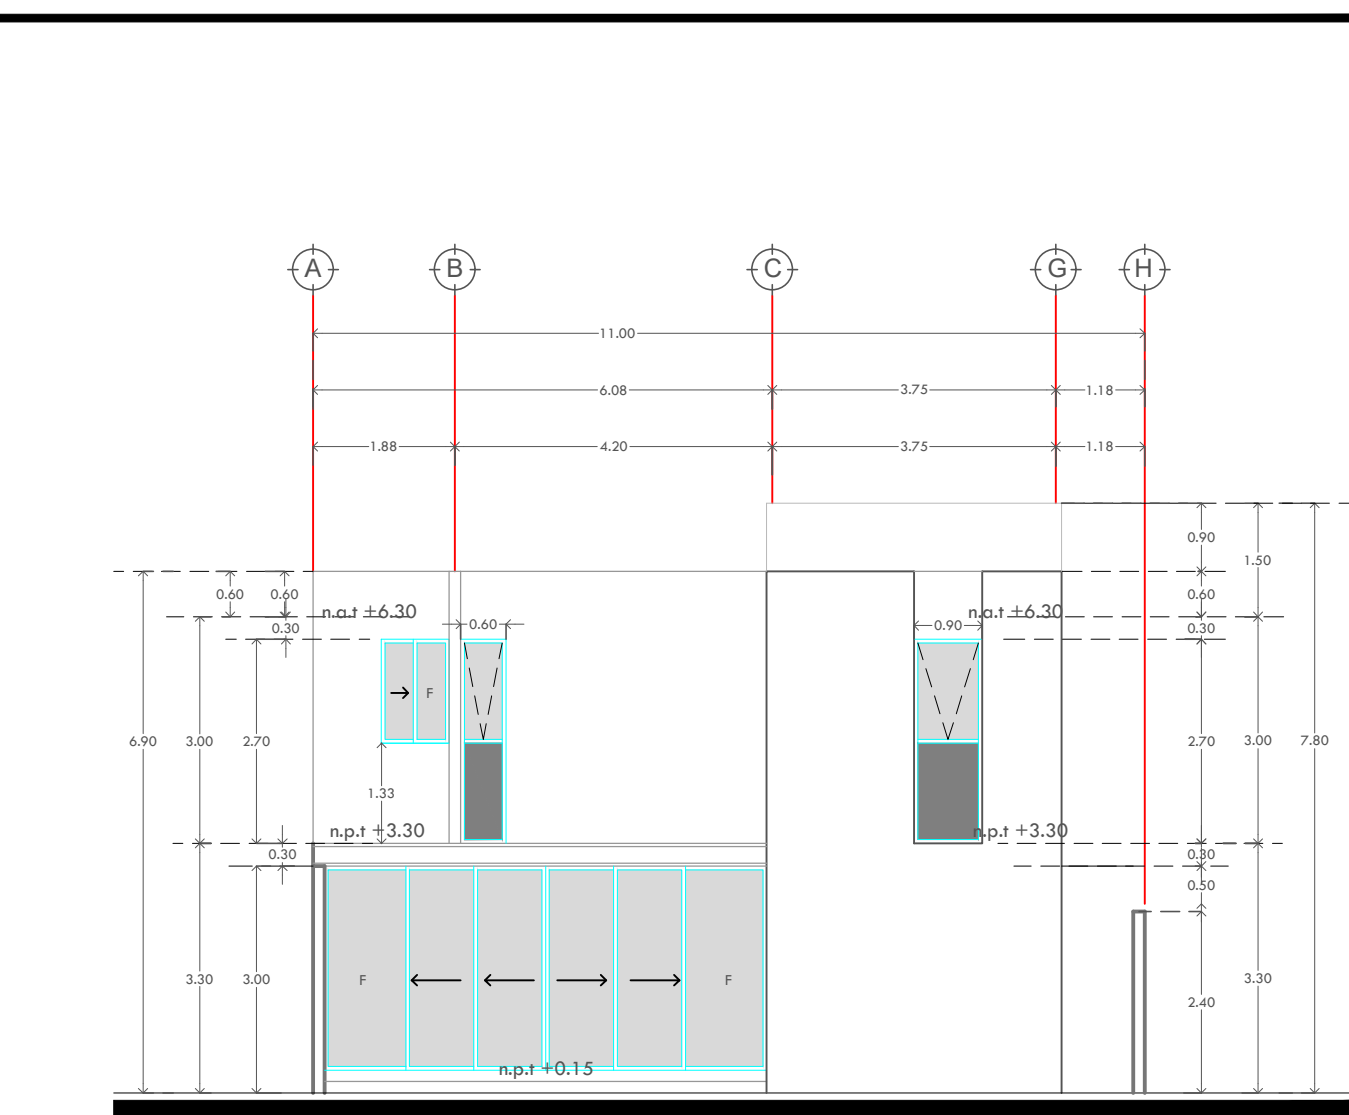 A B C G H
11.00
6.08 3.75 1.18
1.88 4.20 3.75 1.18
0.90
1.50
0.60 0.60 0.60
n.a.t +6.30 n.a.t +6.30
0.30 0.60 0.90 0.30
F
6.90 3.00 2.70 2.70 3.00 7.80
1.33
n.p.t +3.30 n.p.t +3.30
0.30 0.30
0.50
3.30 3.00 F F 3.30
2.40
n.p.t +0.15